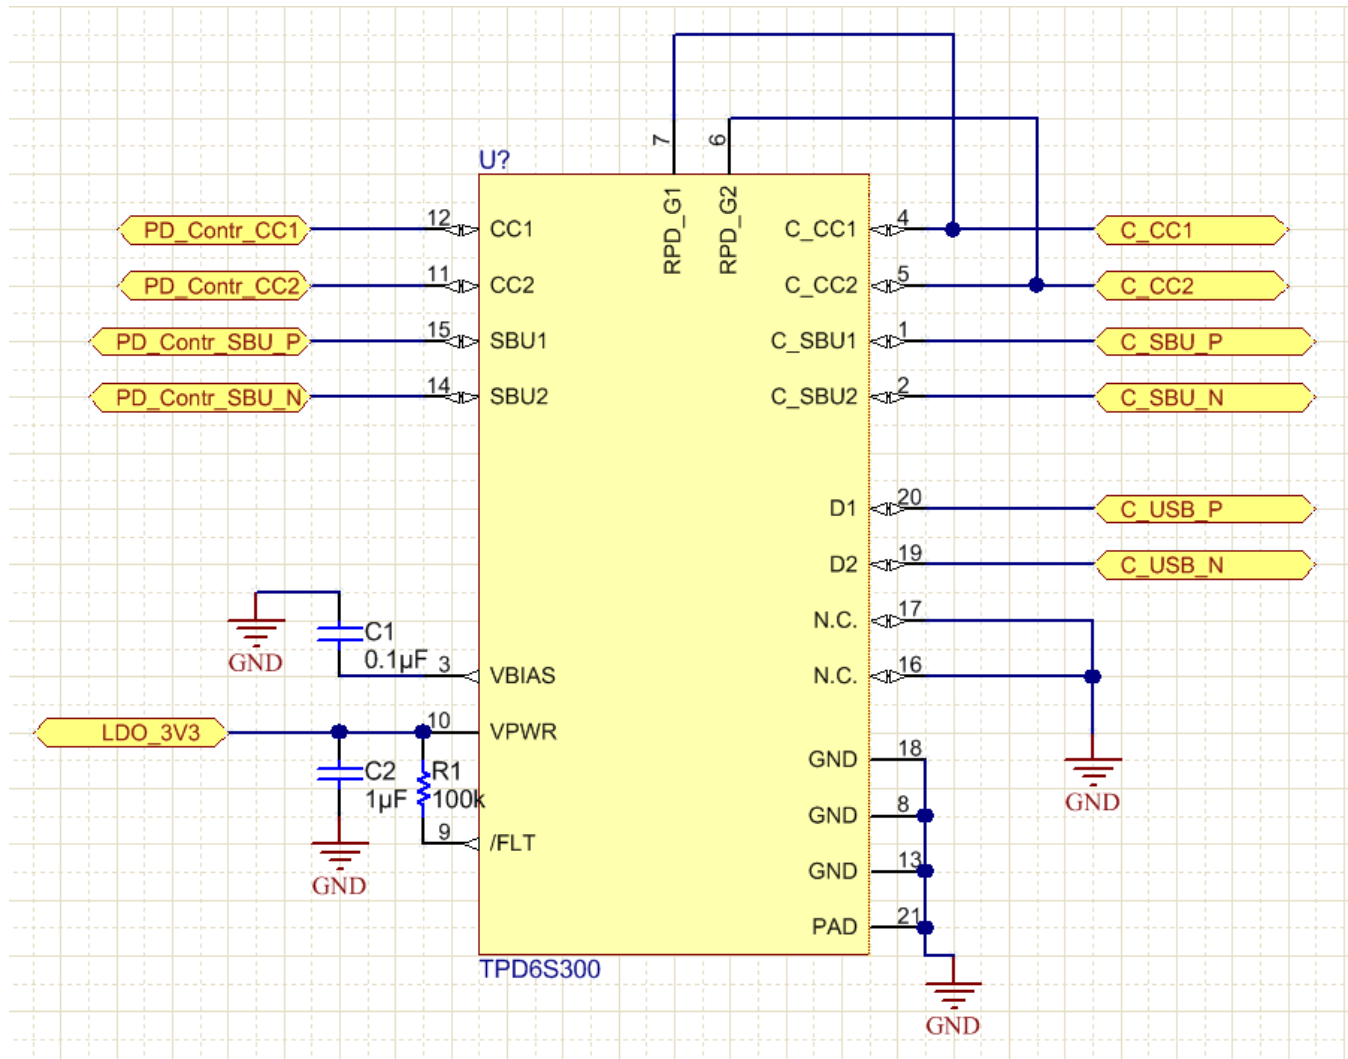 7
6
U?
RPD_G1
RPD_G2
PD_Contr_CC1 12 CC1 C_CC1 4 C_CC1
PD_Contr_CC2 11 CC2 C_CC2 5 C_CC2
PD_Contr_SBU_P 15 SBU1 C_SBU1 1 C_SBU_P
PD_Contr_SBU_N 14 SBU2 C_SBU2 2 C_SBU_N
D1 20 C_USB_P
D2 19 C_USB_N
N.C. 17
C1
0.1µF
GND
3 VBIAS N.C. 16
LDO_3V3 10 VPWR
GND 18
C2
1µF
R1
100k
GND 8
GND
9 /FLT
GND 13
GND
PAD 21
TPD6S300
GND